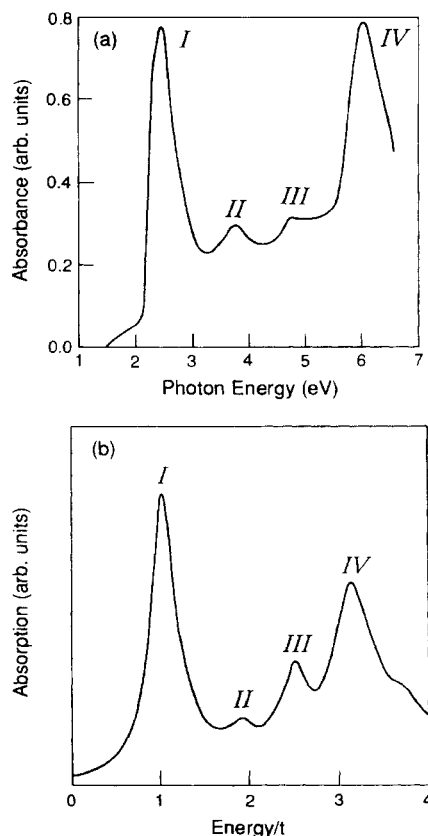 (a)
I
IV
II
III
0.8
0.6
0.4
0.2
0.0
Absorbance (arb. units)
1 2 3 4 5 6 7
Photon Energy (eV)
(b)
I
IV
III
II
Absorption (arb. units)
0 1 2 3 4
Energy/t